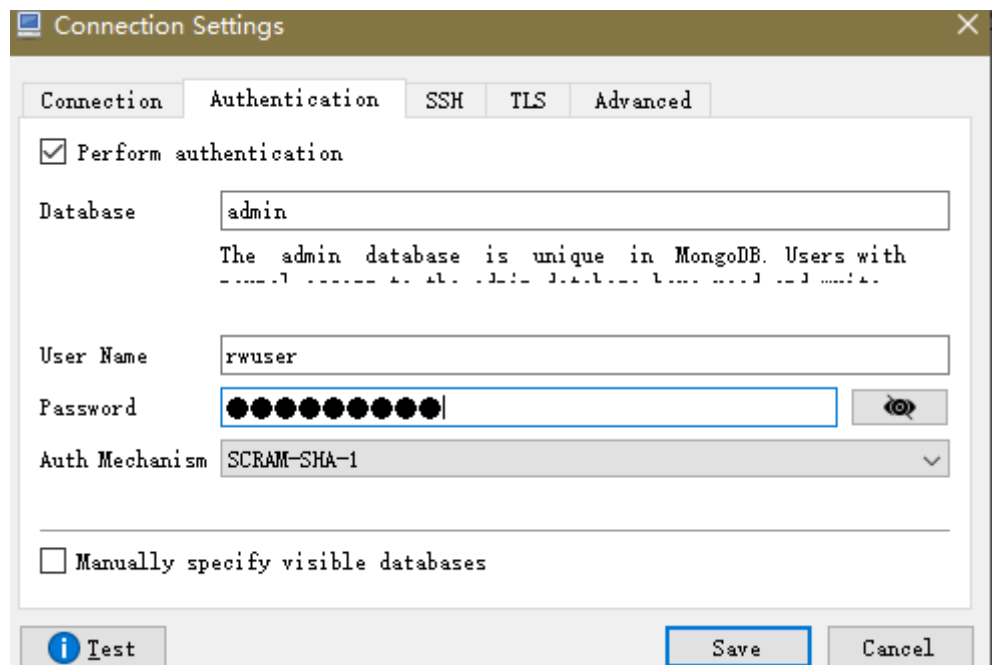 Connection Settings
Connection Authentication SSH TLS Advanced
Perform authentication
Database admin
The admin database is unique in MongoDB. Users with
User Name rwuser
Password ●●●●●●●●●
Auth Mechanism SCRAM-SHA-1
Manually specify visible databases
Test Save Cancel